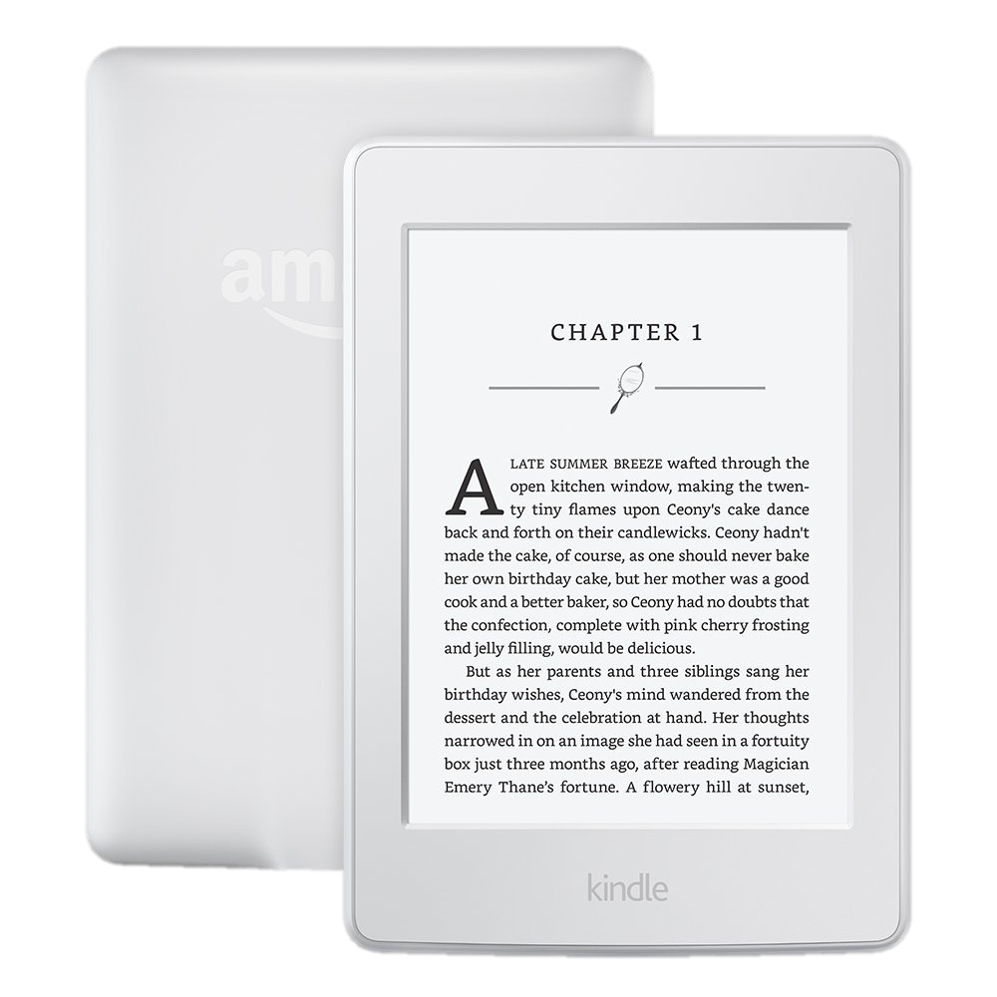 am
CHAPTER 1
A LATE SUMMER BREEZE wafted through the
open kitchen window, making the twen-
ty tiny flames upon Ceony's cake dance
back and forth on their candlewicks. Ceony hadn't
made the cake, of course, as one should never bake
her own birthday cake, but her mother was a good
cook and a better baker, so Ceony had no doubts that
the confection, complete with pink cherry frosting
and jelly filling, would be delicious.
But as her parents and three siblings sang her
birthday wishes, Ceony's mind wandered from the
dessert and the celebration at hand. Her thoughts
narrowed in on an image she had seen in a fortuity
box just three months ago, after reading Magician
Emery Thane's fortune. A flowery hill at sunset,
kindle